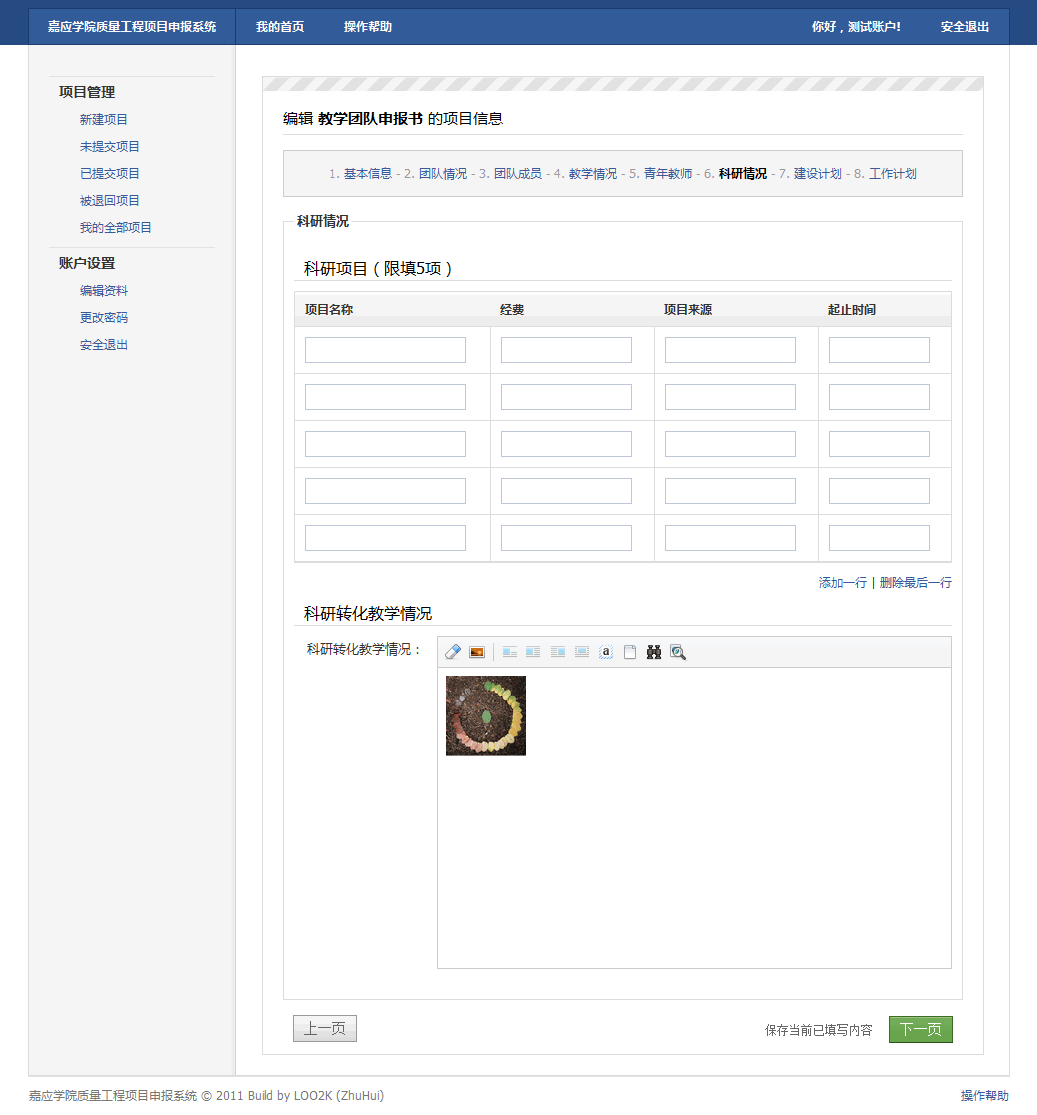 嘉应学院质量工程项目申报系统 我的首页 操作帮助 你好，测试账户! 安全退出
项目管理
新建项目
未提交项目
已提交项目
被退回项目
我的全部项目
账户设置
编辑资料
更改密码
安全退出
编辑 教学团队申报书 的项目信息
1. 基本信息 - 2. 团队情况 - 3. 团队成员 - 4. 教学情况 - 5. 青年教师 - 6. 科研情况 - 7. 建设计划 - 8. 工作计划
科研情况
科研项目（限填5项）
项目名称 经费 项目来源 起止时间
添加一行 | 删除最后一行
科研转化教学情况
科研转化教学情况：
a
上一页 保存当前已填写内容 下一页
嘉应学院质量工程项目申报系统 © 2011 Build by LOO2K (ZhuHui) 操作帮助